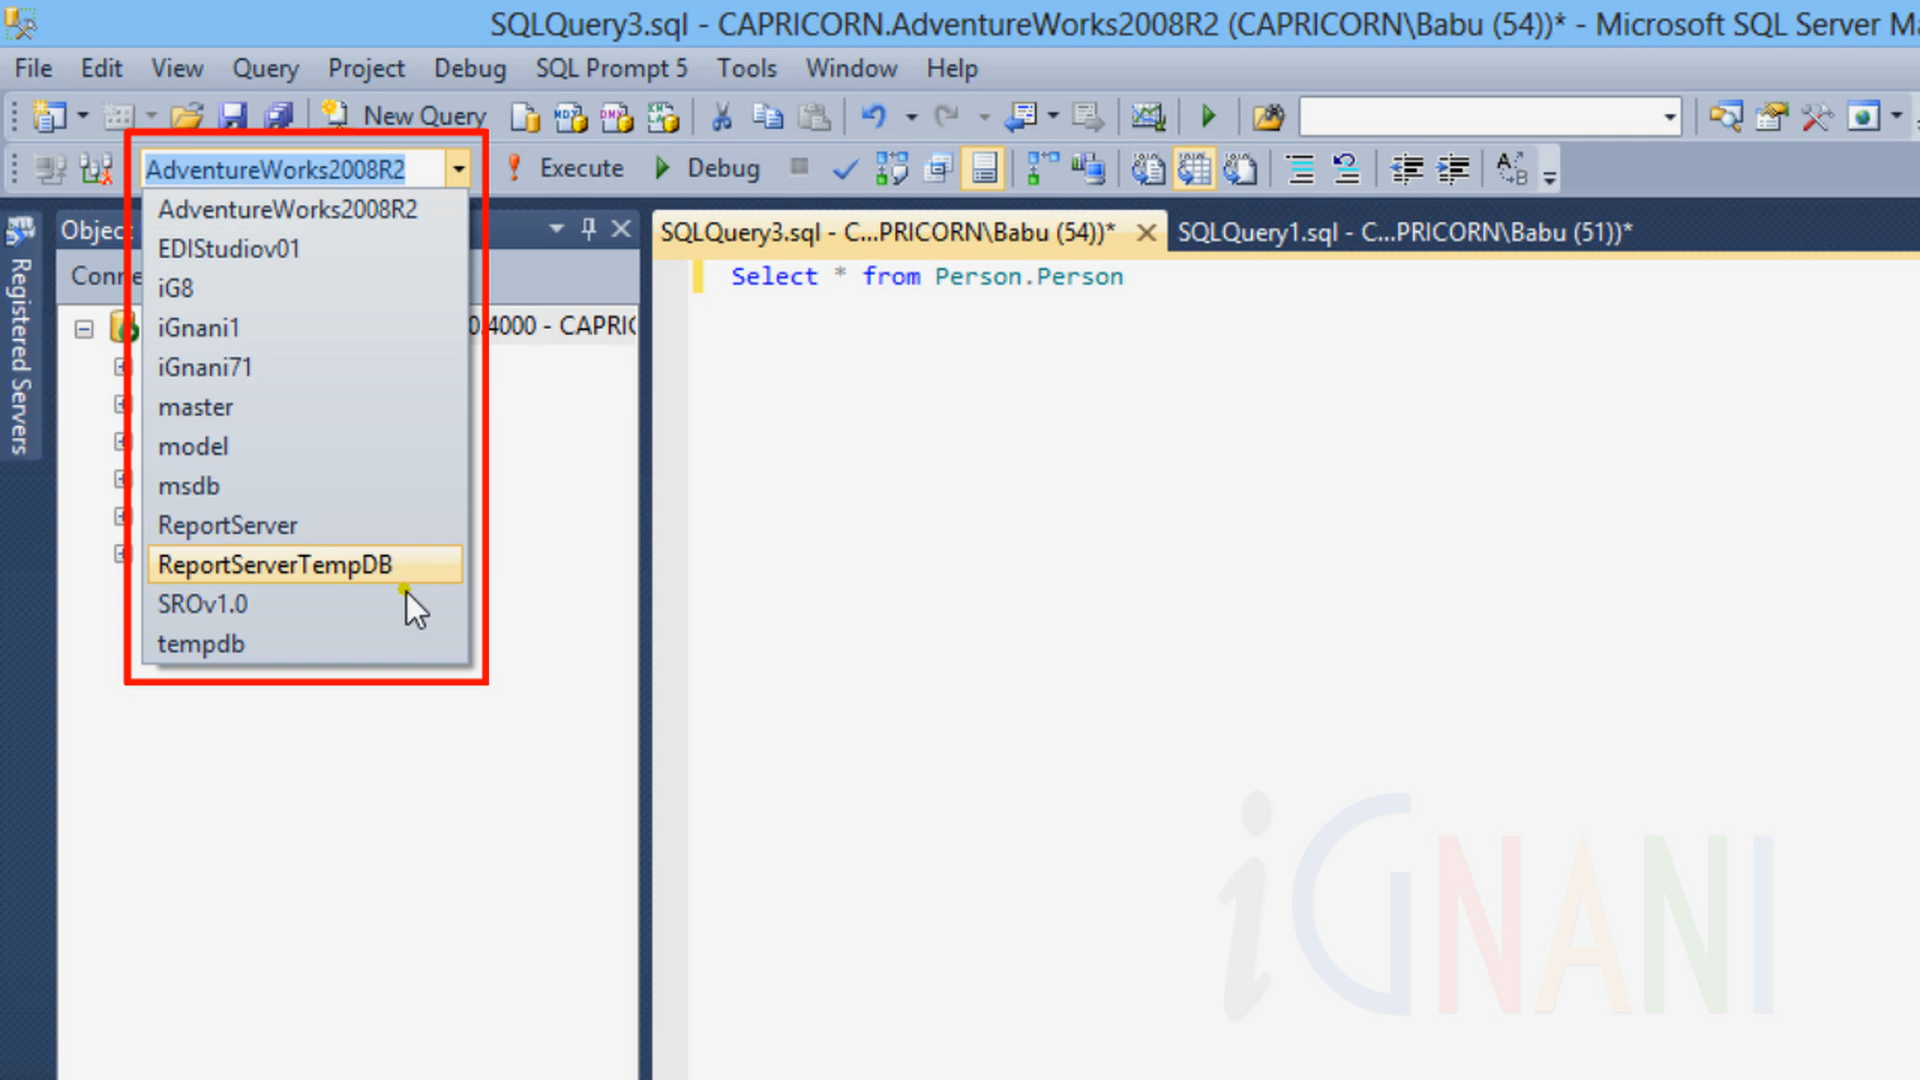 SQLQuery3.sql - CAPRICORN.AdventureWorks2008R2 (CAPRICORN\Babu (54))* - Microsoft SQL Server Ma
File Edit View Query Project Debug SQL Prompt 5 Tools Window Help
New Query
AdventureWorks2008R2 Execute Debug
SQLQuery3.sql - C...PRICORN\Babu (54))* SQLQuery1.sql - C...PRICORN\Babu (51))*
Objec
Conne
0.4000 - CAPRIC
Registered Servers
AdventureWorks2008R2
EDIStudiov01
iG8
iGnani1
iGnani71
master
model
msdb
ReportServer
ReportServerTempDB
SROv1.0
tempdb
Select * from Person.Person
iGNANI